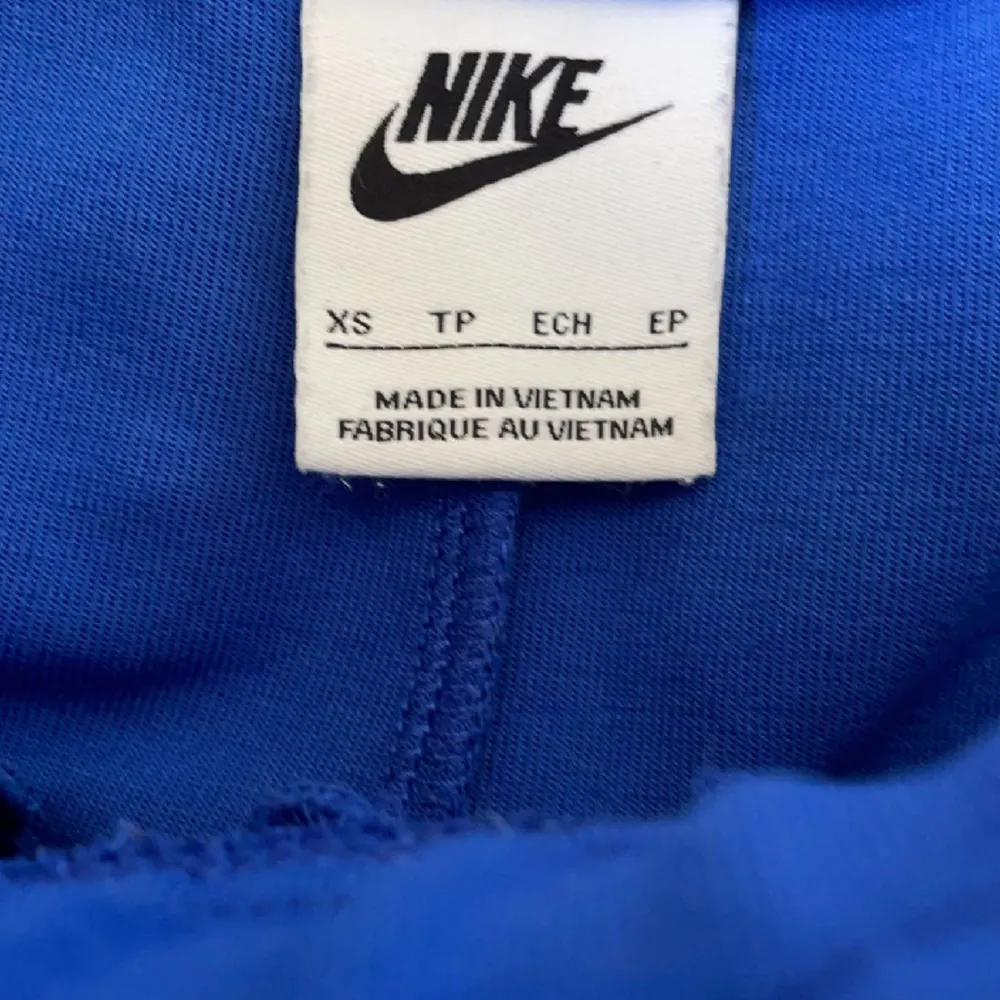 NIKE
XS TP ECH EP
MADE IN VIETNAM
FABRIQUE AU VIETNAM